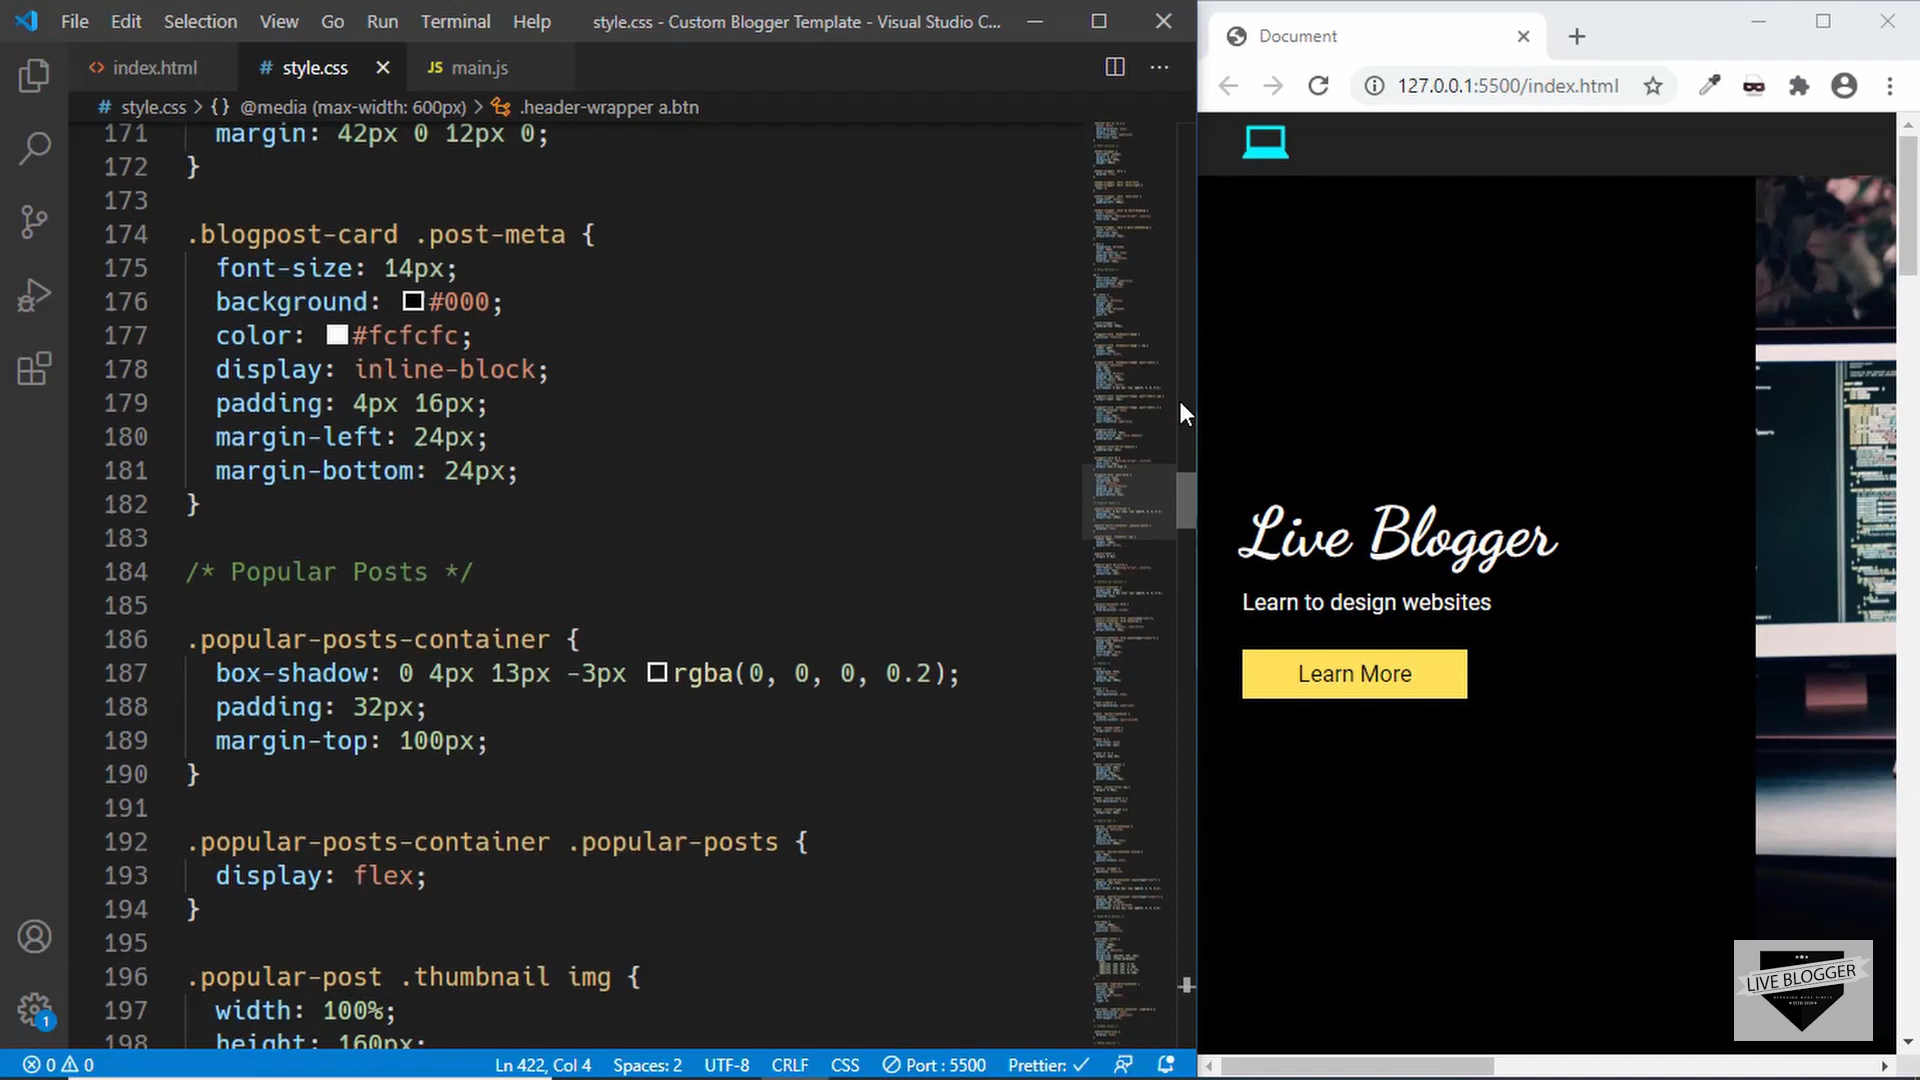 File Edit Selection View Go Run Terminal Help style.css - Custom Blogger Template - Visual Studio C...
index.html # style.css JS main.js
# style.css > {} @media (max-width: 600px) > .header-wrapper a.btn
171 margin: 42px 0 12px 0;
172 }
173
174 .blogpost-card .post-meta {
175 font-size: 14px;
176 background: #000;
177 color: #fcfcfc;
178 display: inline-block;
179 padding: 4px 16px;
180 margin-left: 24px;
181 margin-bottom: 24px;
182 }
183
184 /* Popular Posts */
185
186 .popular-posts-container {
187 box-shadow: 0 4px 13px -3px rgba(0, 0, 0, 0.2);
188 padding: 32px;
189 margin-top: 100px;
190 }
191
192 .popular-posts-container .popular-posts {
193 display: flex;
194 }
195
196 .popular-post .thumbnail img {
197 width: 100%;
198 height: 160px;
1
0 0 Ln 422, Col 4 Spaces: 2 UTF-8 CRLF CSS Port : 5500 Prettier: ✓
Document
127.0.0.1:5500/index.html
Live Blogger
Learn to design websites
Learn More
LIVE BLOGGER